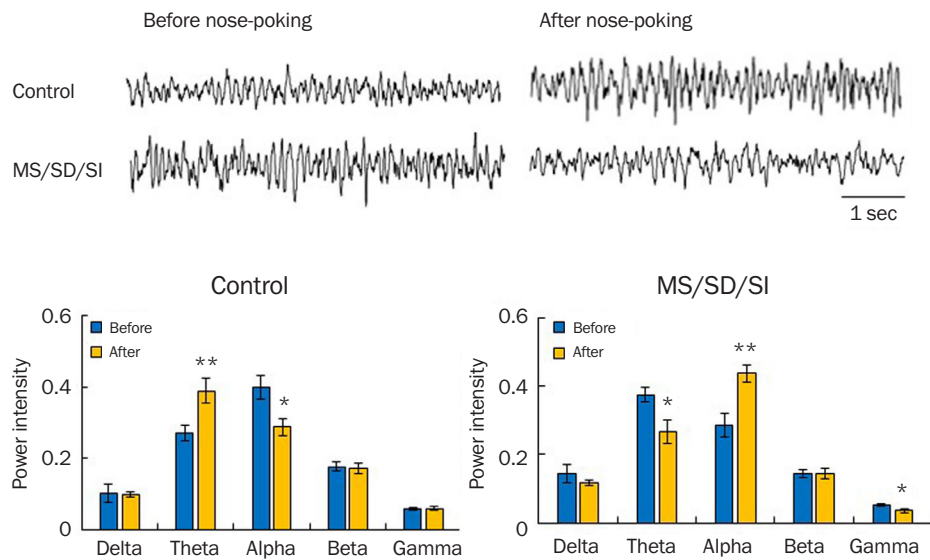 Before nose-poking
After nose-poking
Control
MS/SD/SI
1 sec
Control
0.6
0.4
0.2
0
Power intensity
Before
After
**
*
Delta Theta Alpha Beta Gamma
MS/SD/SI
0.6
0.4
0.2
0
Power intensity
Before
After
*
**
*
Delta Theta Alpha Beta Gamma